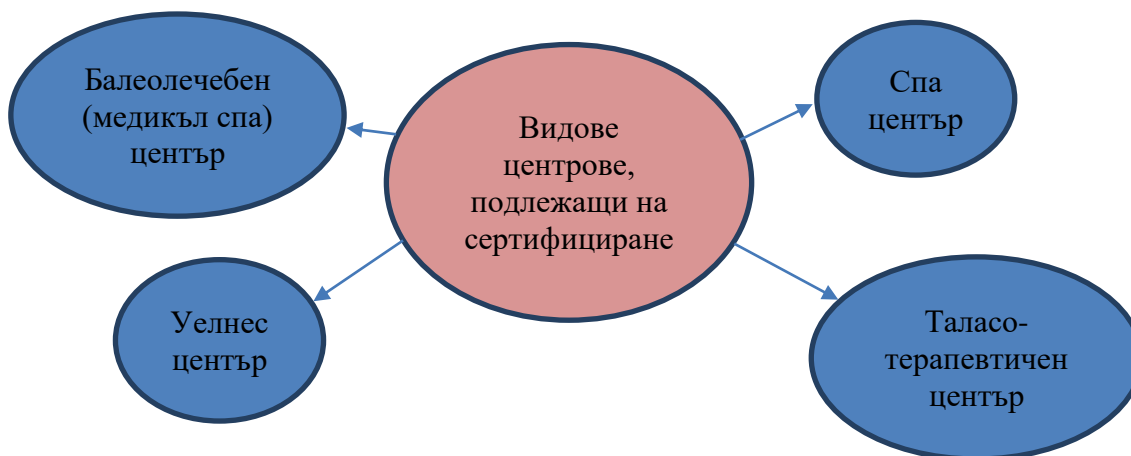 Балеолечебен
(медикъл спа)
център
Видове
центрове,
подлежащи на
сертифициране
Спа
център
Уелнес
център
Таласо-
терапевтичен
център